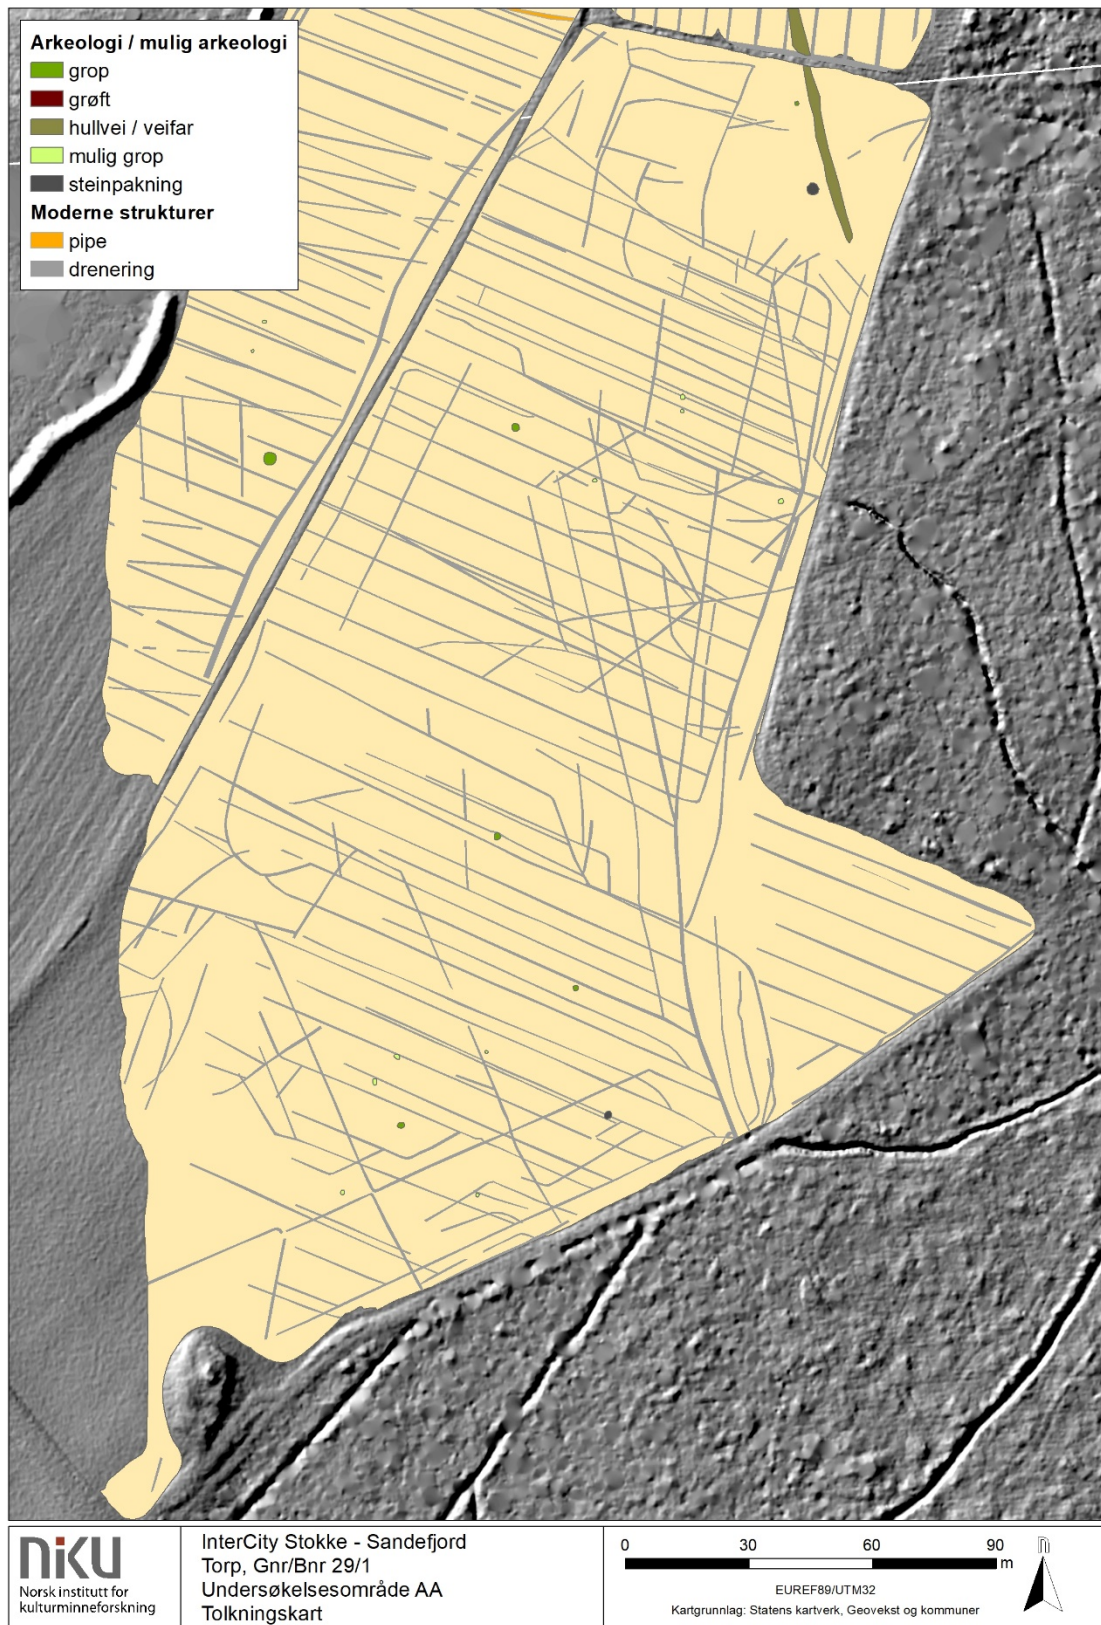 Arkeologi / mulig arkeologi
grop
grøft
hullvei / veifar
mulig grop
steinpakning
Moderne strukturer
pipe
drenering
niku
Norsk institutt for
kulturminneforskning
InterCity Stokke - Sandefjord
Torp, Gnr/Bnr 29/1
Undersøkelsesområde AA
Tolkningskart
0 30 60 90
m
EUREF89/UTM32
Kartgrunnlag: Statens kartverk, Geovekst og kommuner
n